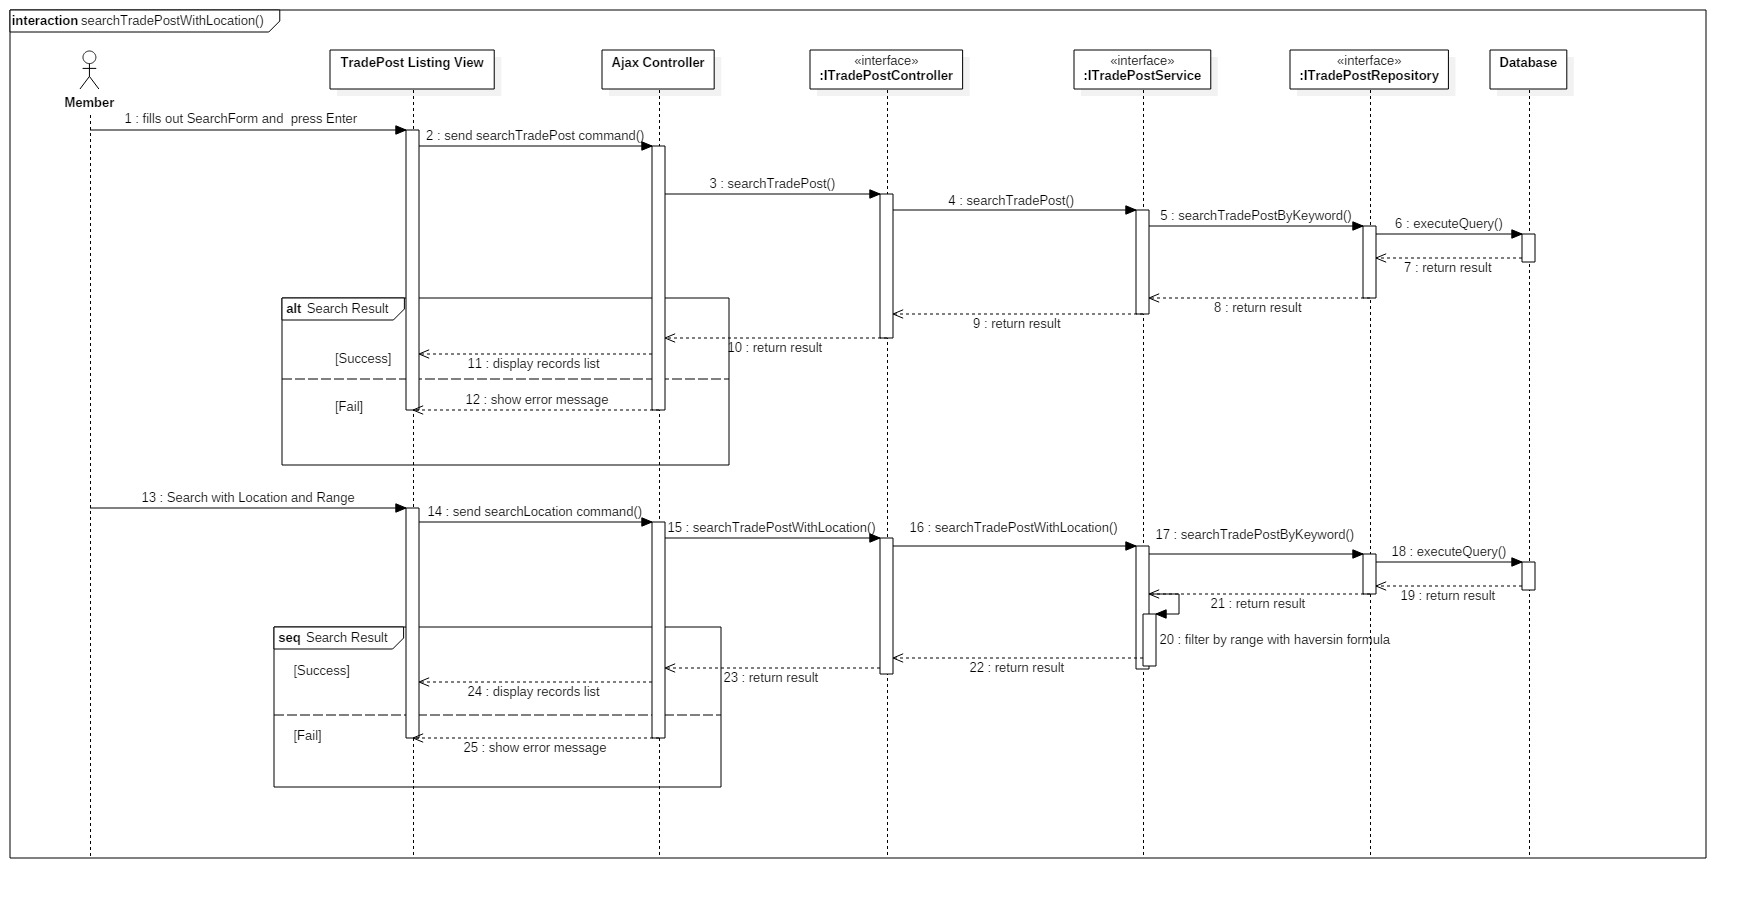 interaction searchTradePostWithLocation()
Member
TradePost Listing View
Ajax Controller
«interface»
:ITradePostController
«interface»
:ITradePostService
«interface»
:ITradePostRepository
Database
1 : fills out SearchForm and  press Enter
2 : send searchTradePost command()
3 : searchTradePost()
4 : searchTradePost()
5 : searchTradePostByKeyword()
6 : executeQuery()
7 : return result
8 : return result
9 : return result
alt Search Result
10 : return result
[Success]
11 : display records list
12 : show error message
[Fail]
13 : Search with Location and Range
14 : send searchLocation command()
15 : searchTradePostWithLocation()
16 : searchTradePostWithLocation()
17 : searchTradePostByKeyword()
18 : executeQuery()
19 : return result
21 : return result
20 : filter by range with haversin formula
seq Search Result
22 : return result
[Success]
23 : return result
24 : display records list
[Fail]
25 : show error message